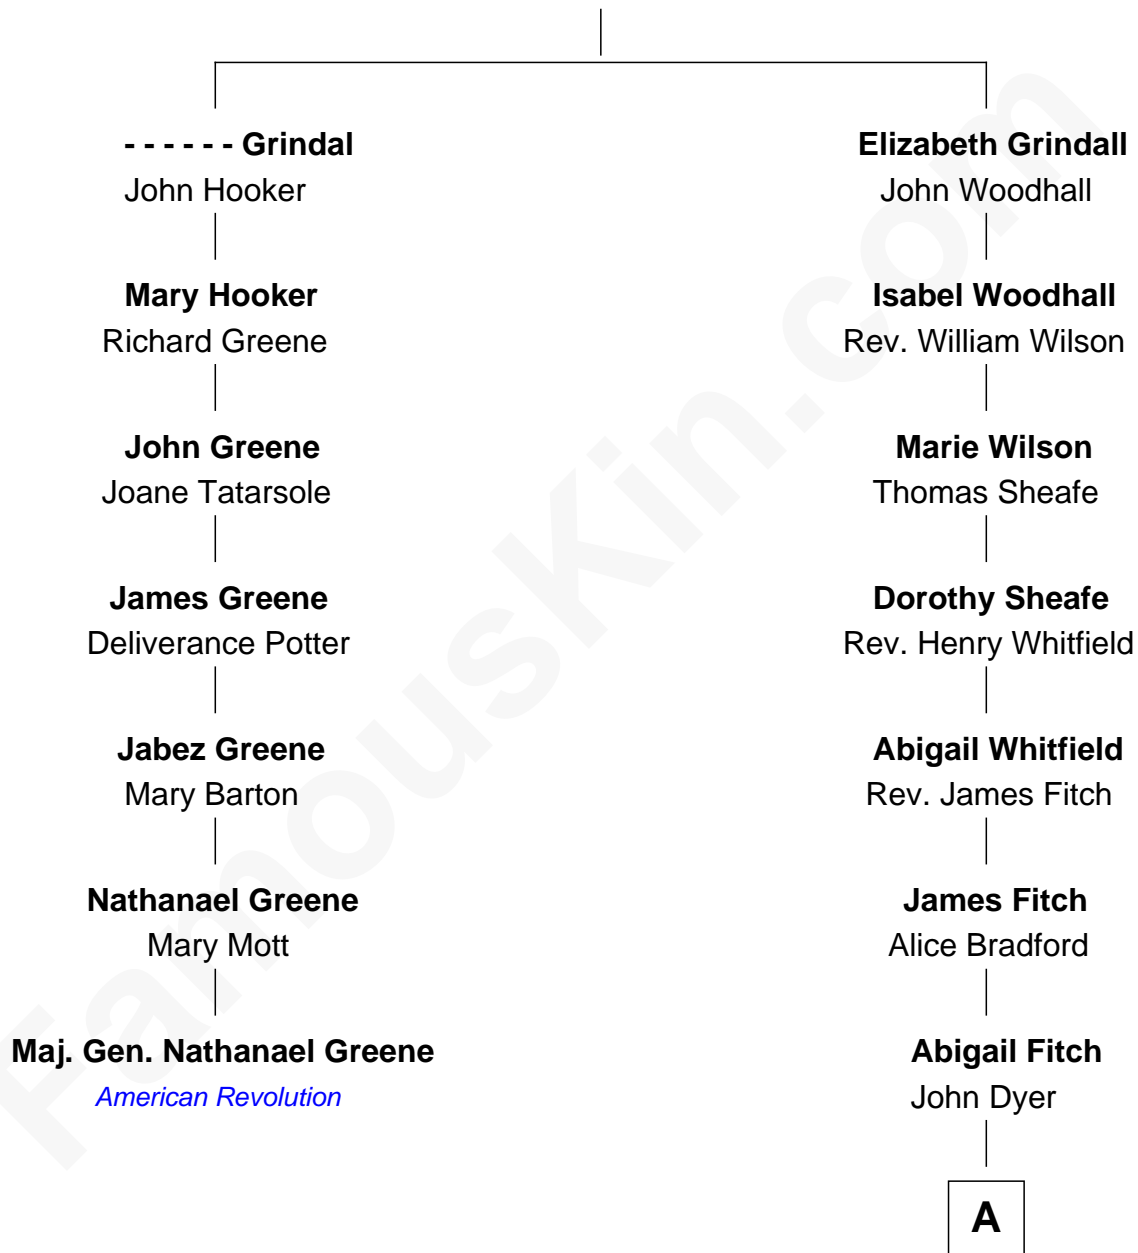 - - - - - - Grindal
John Hooker
Mary Hooker
Richard Greene
John Greene
Joane Tatarsole
James Greene
Deliverance Potter
Jabez Greene
Mary Barton
Nathanael Greene
Mary Mott
Maj. Gen. Nathanael Greene
American Revolution
Elizabeth Grindall
John Woodhall
Isabel Woodhall
Rev. William Wilson
Marie Wilson
Thomas Sheafe
Dorothy Sheafe
Rev. Henry Whitfield
Abigail Whitfield
Rev. James Fitch
James Fitch
Alice Bradford
Abigail Fitch
John Dyer
A
FamousKin.com